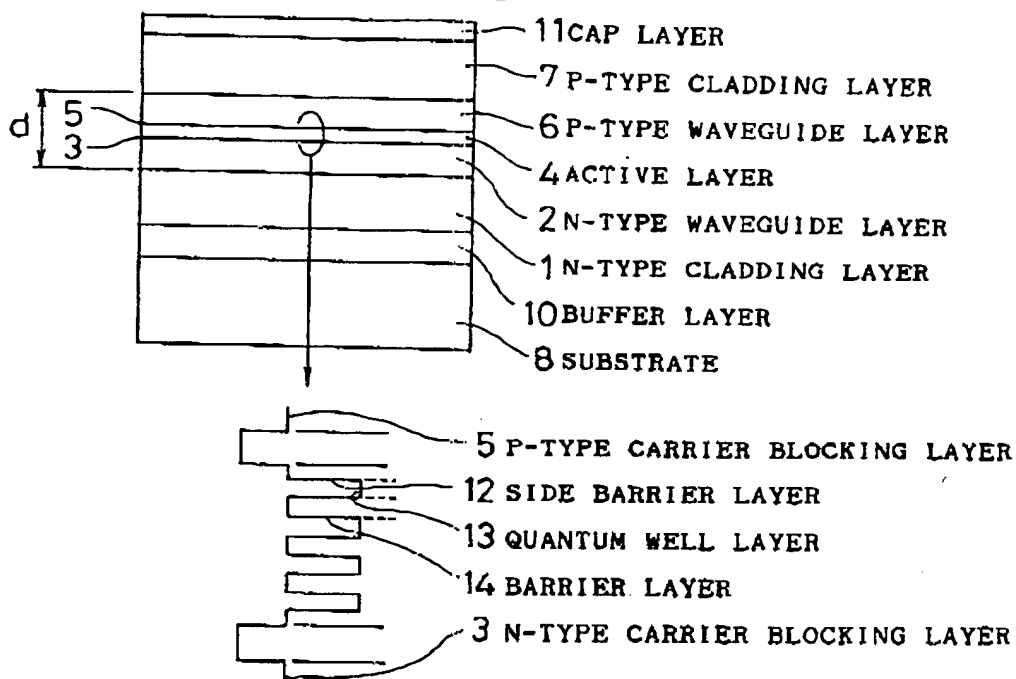 11 CAP LAYER
7 P-TYPE CLADDING LAYER
d
5
6 P-TYPE WAVEGUIDE LAYER
3
4 ACTIVE LAYER
2 N-TYPE WAVEGUIDE LAYER
1 N-TYPE CLADDING LAYER
10 BUFFER LAYER
8 SUBSTRATE
5 P-TYPE CARRIER BLOCKING LAYER
12 SIDE BARRIER LAYER
13 QUANTUM WELL LAYER
14 BARRIER LAYER
3 N-TYPE CARRIER BLOCKING LAYER